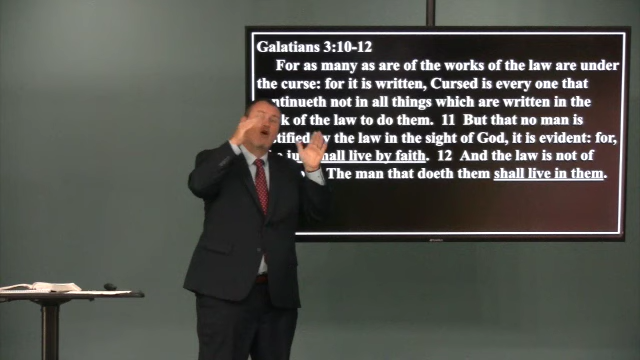 Galatians 3:10-12
For as many as are of the works of the law are under
the curse: for it is written, Cursed is every one that
ntinueth not in all things which are written in the
k of the law to do them. 11 But that no man is
tified by the law in the sight of God, it is evident: for,
ju hall live by faith. 12 And the law is not of
The man that doeth them shall live in them.